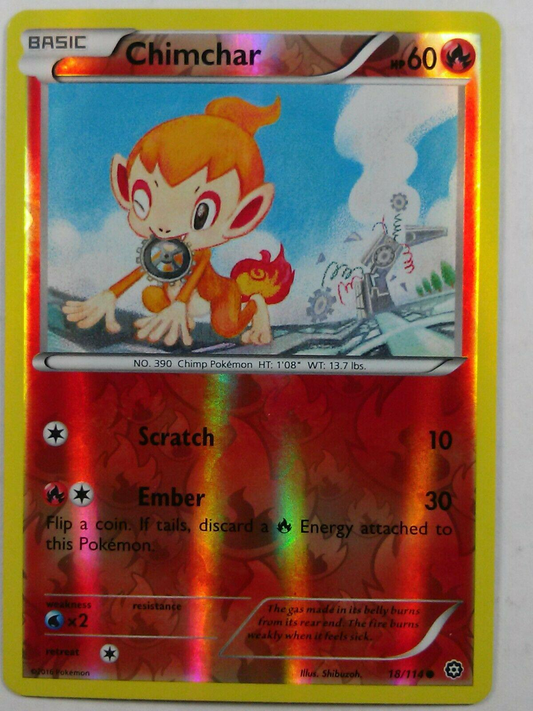 BASIC Chimchar HP60
NO. 390 Chimp Pokémon HT: 1'08" WT: 13.7 lbs.
Scratch 10
Ember 30
Flip a coin. If tails, discard a Energy attached to
this Pokémon.
weakness resistance
×2
The gas made in its belly burns
from its rear end. The fire burns
weakly when it feels sick.
retreat
©2016 Pokémon Illus. Shibuzoh. 18/114